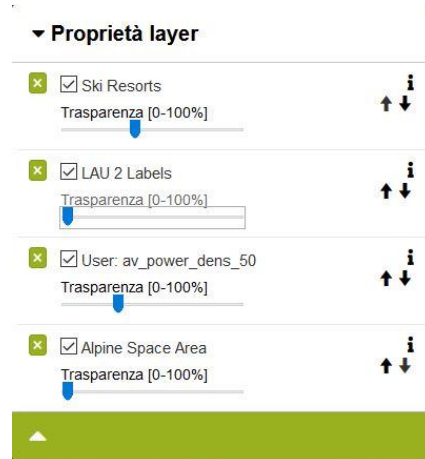 Proprietà layer
Ski Resorts
Trasparenza [0-100%]
LAU 2 Labels
Trasparenza [0-100%]
User: av_power_dens_50
Trasparenza [0-100%]
Alpine Space Area
Trasparenza [0-100%]